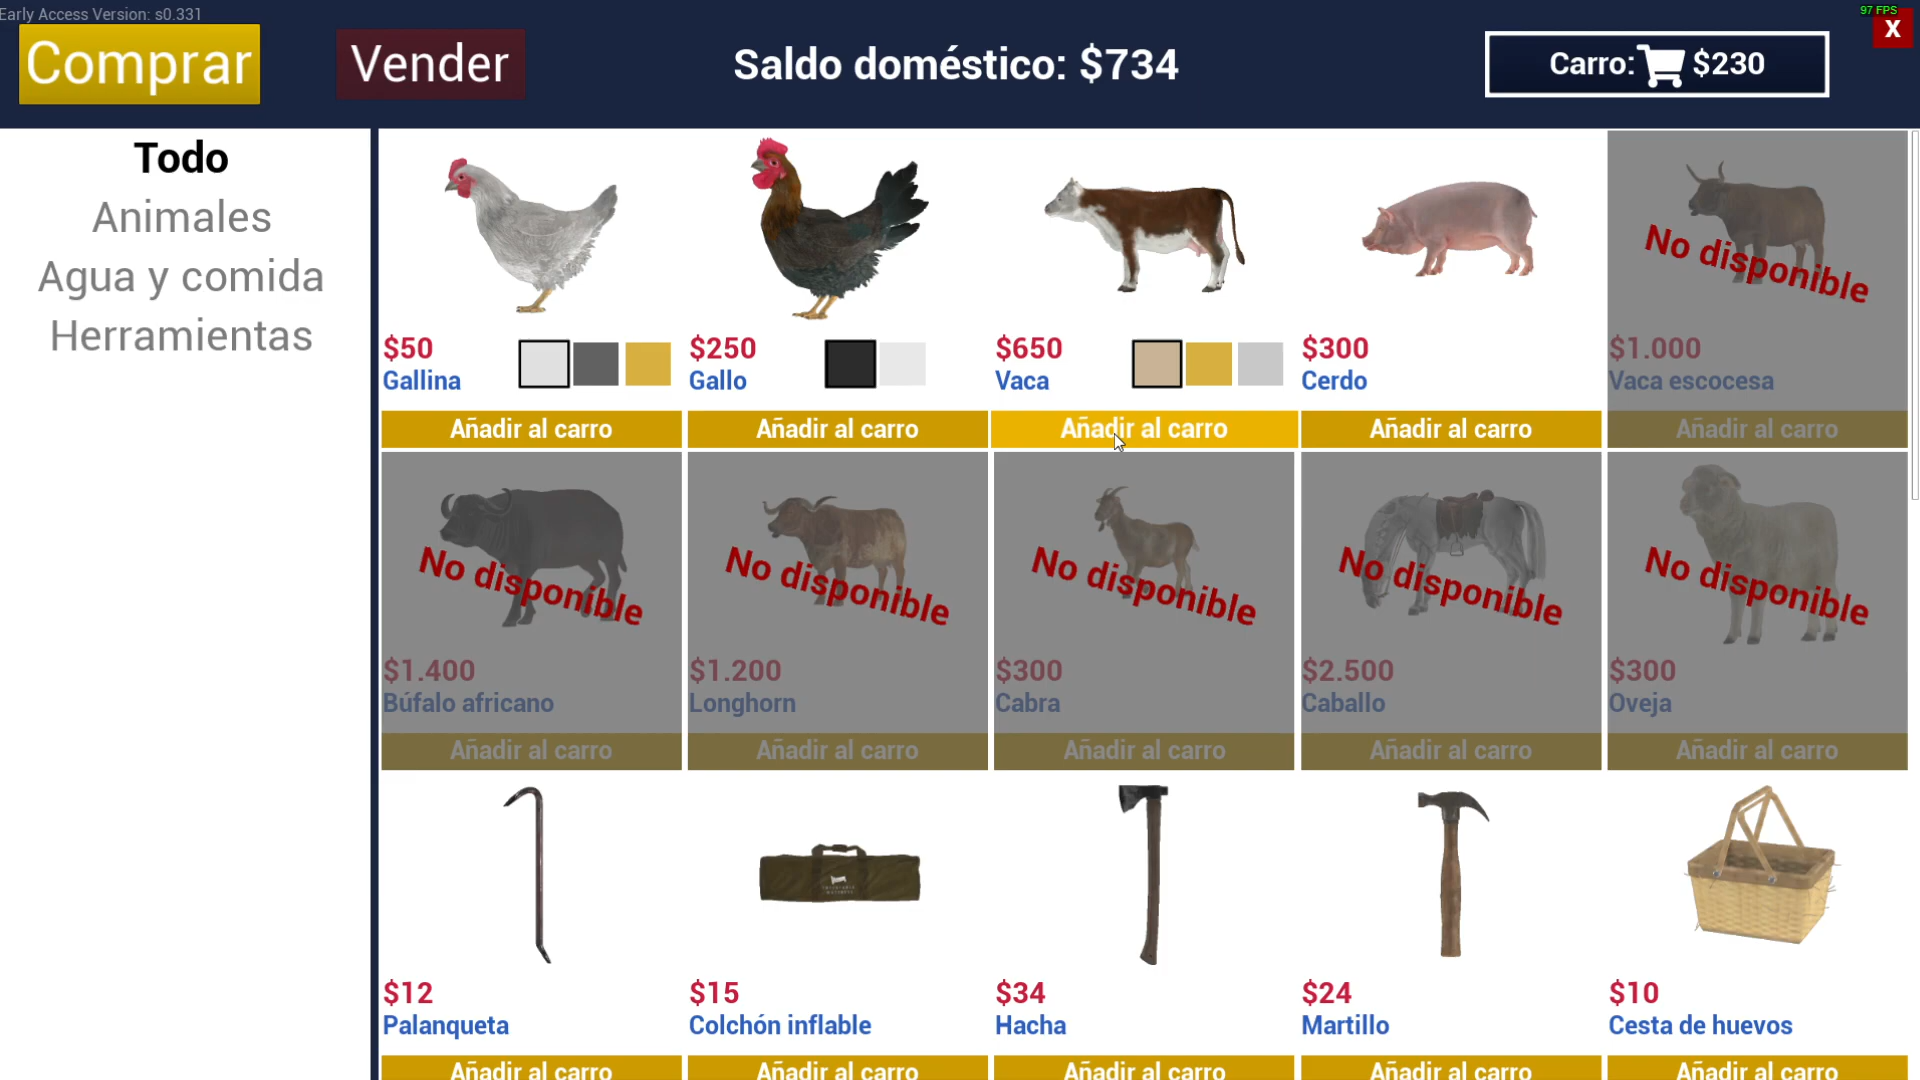 Early Access Version: s0.331
97 FPS
X
Comprar
Vender
Saldo doméstico: $734
Carro: $230
Todo
Animales
Agua y comida
Herramientas
$50
Gallina
Añadir al carro
$250
Gallo
Añadir al carro
$650
Vaca
Añadir al carro
$300
Cerdo
Añadir al carro
No disponible
$1.000
Vaca escocesa
Añadir al carro
No disponible
$1.400
Búfalo africano
Añadir al carro
No disponible
$1.200
Longhorn
Añadir al carro
No disponible
$300
Cabra
Añadir al carro
No disponible
$2.500
Caballo
Añadir al carro
No disponible
$300
Oveja
Añadir al carro
$12
Palanqueta
Añadir al carro
$15
Colchón inflable
Añadir al carro
$34
Hacha
Añadir al carro
$24
Martillo
Añadir al carro
$10
Cesta de huevos
Añadir al carro